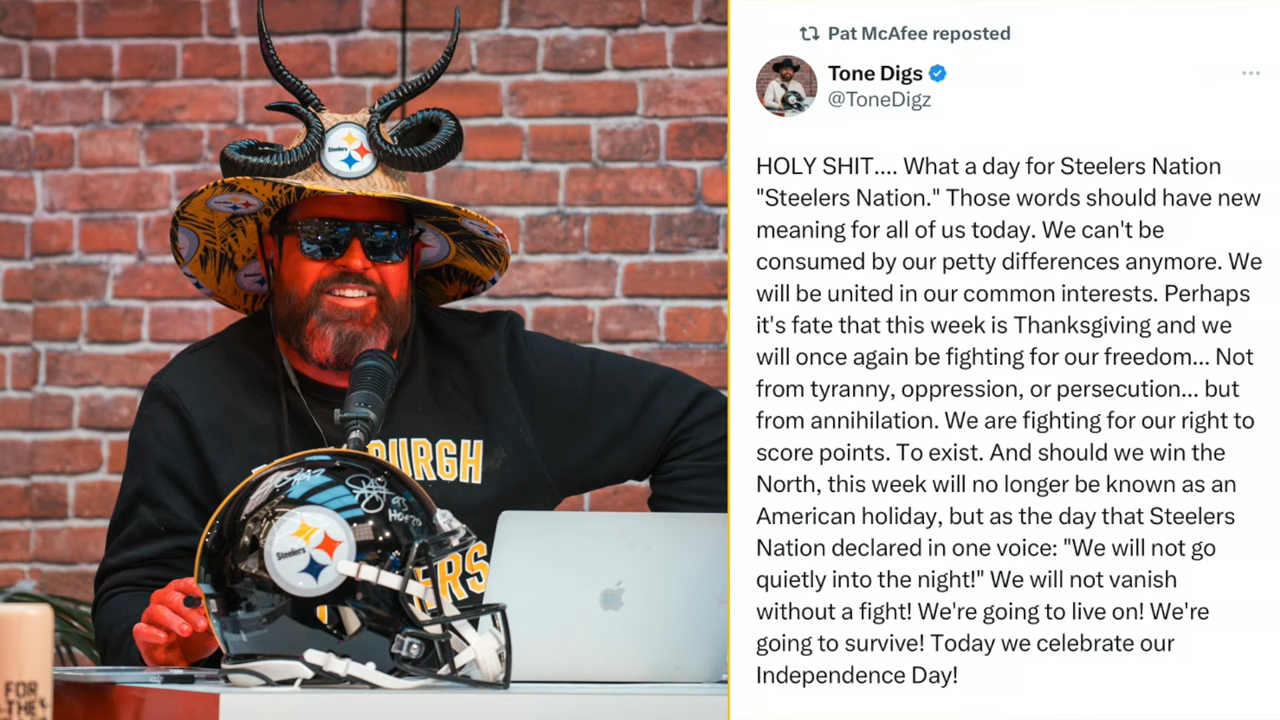 Steelers
BURGH
ERS
Steelers
93
FOR
THE
Pat McAfee reposted
Tone Digs
@ToneDigz
HOLY SHIT.... What a day for Steelers Nation
"Steelers Nation." Those words should have new
meaning for all of us today. We can't be
consumed by our petty differences anymore. We
will be united in our common interests. Perhaps
it's fate that this week is Thanksgiving and we
will once again be fighting for our freedom... Not
from tyranny, oppression, or persecution... but
from annihilation. We are fighting for our right to
score points. To exist. And should we win the
North, this week will no longer be known as an
American holiday, but as the day that Steelers
Nation declared in one voice: "We will not go
quietly into the night!" We will not vanish
without a fight! We're going to live on! We're
going to survive! Today we celebrate our
Independence Day!